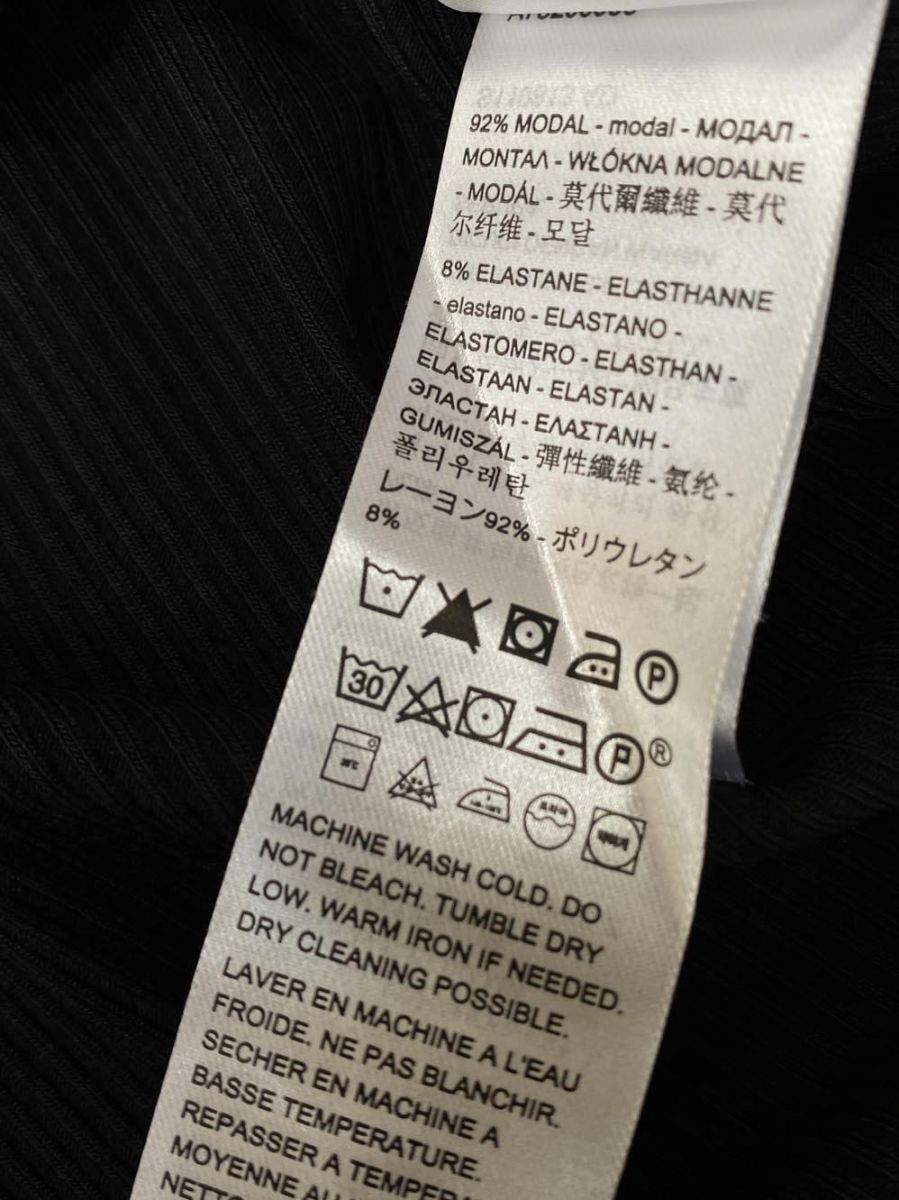 92% MODAL - modal - МОДАЛ -
ΜΟΝΤΑΛ - WŁÓKNA MODALNE
- MODÁL - 莫代爾纖維 - 莫代
尔纤维 - 모달
8% ELASTANE - ELASTHANNE
- elastano - ELASTANO -
ELASTOMERO - ELASTHAN -
ELASTAAN - ELASTAN -
ЭЛАСТАН - ΕΛΑΣΤΑΝΗ -
GUMISZÁL - 彈性纖維 - 氨纶 -
폴리우레탄
レーヨン92% - ポリウレタン
8%
P
30 P ®
MACHINE WASH COLD. DO
NOT BLEACH. TUMBLE DRY
LOW. WARM IRON IF NEEDED.
DRY CLEANING POSSIBLE.
LAVER EN MACHINE A L'EAU
FROIDE. NE PAS BLANCHIR.
SECHER EN MACHINE A
BASSE TEMPERATURE.
REPASSER A TEMPERA
MOYENNE AU
NETTO